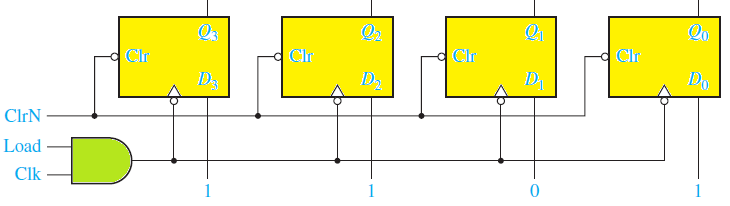 Q₃ Q₂ Q₁ Q₀
Clr Clr Clr Clr
D₃ D₂ D₁ D₀
ClrN
Load
Clk
1 1 0 1